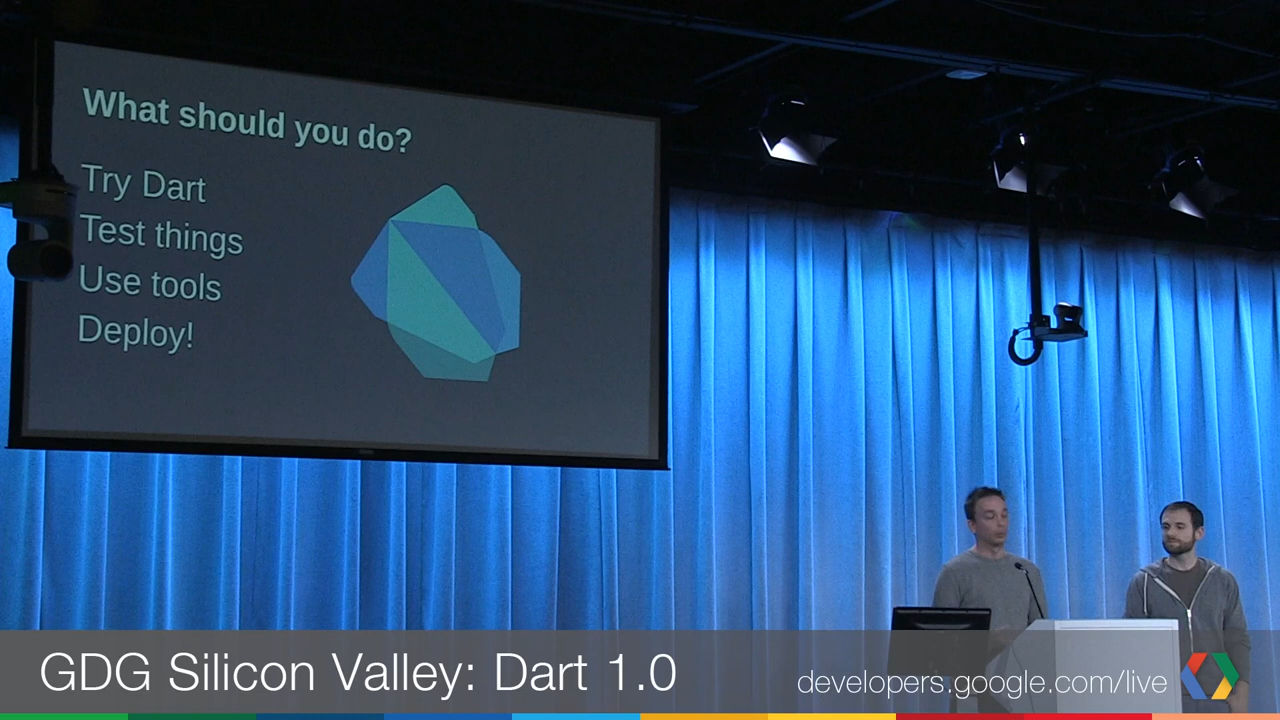 What should you do?
Try Dart
Test things
Use tools
Deploy!
GDG Silicon Valley: Dart 1.0
developers.google.com/live